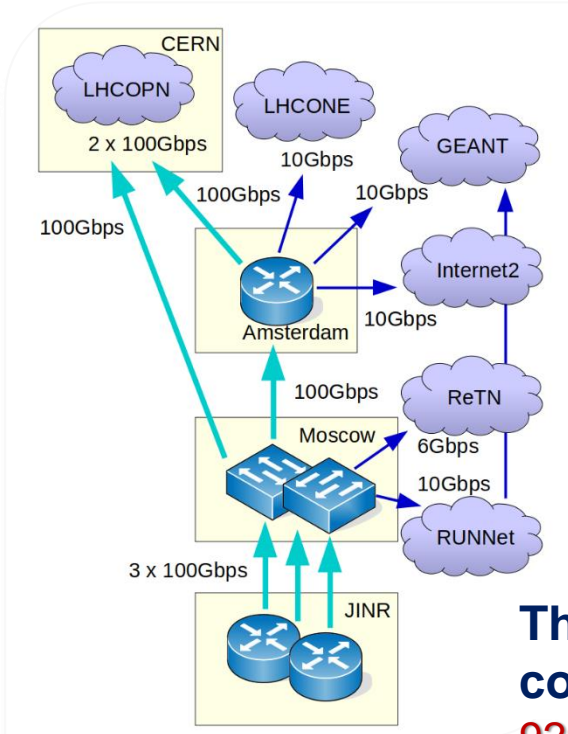 CERN
LHCOPN
LHCONE
2 x 100Gbps
GEANT
10Gbps
100Gbps
10Gbps
100Gbps
Internet2
10Gbps
Amsterdam
100Gbps
ReTN
Moscow
6Gbps
10Gbps
RUNNet
3 x 100Gbps
JINR